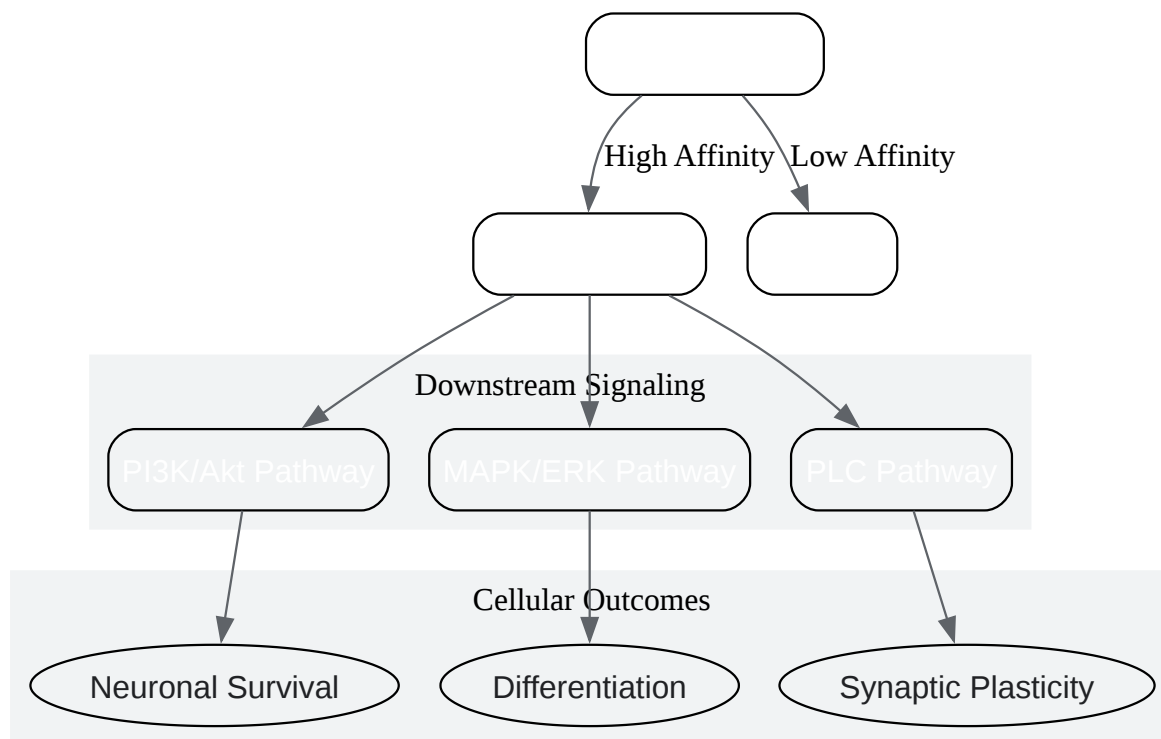 High Affinity
Low Affinity
Downstream Signaling
PI3K/Akt Pathway
MAPK/ERK Pathway
PLC Pathway
Cellular Outcomes
Neuronal Survival
Differentiation
Synaptic Plasticity